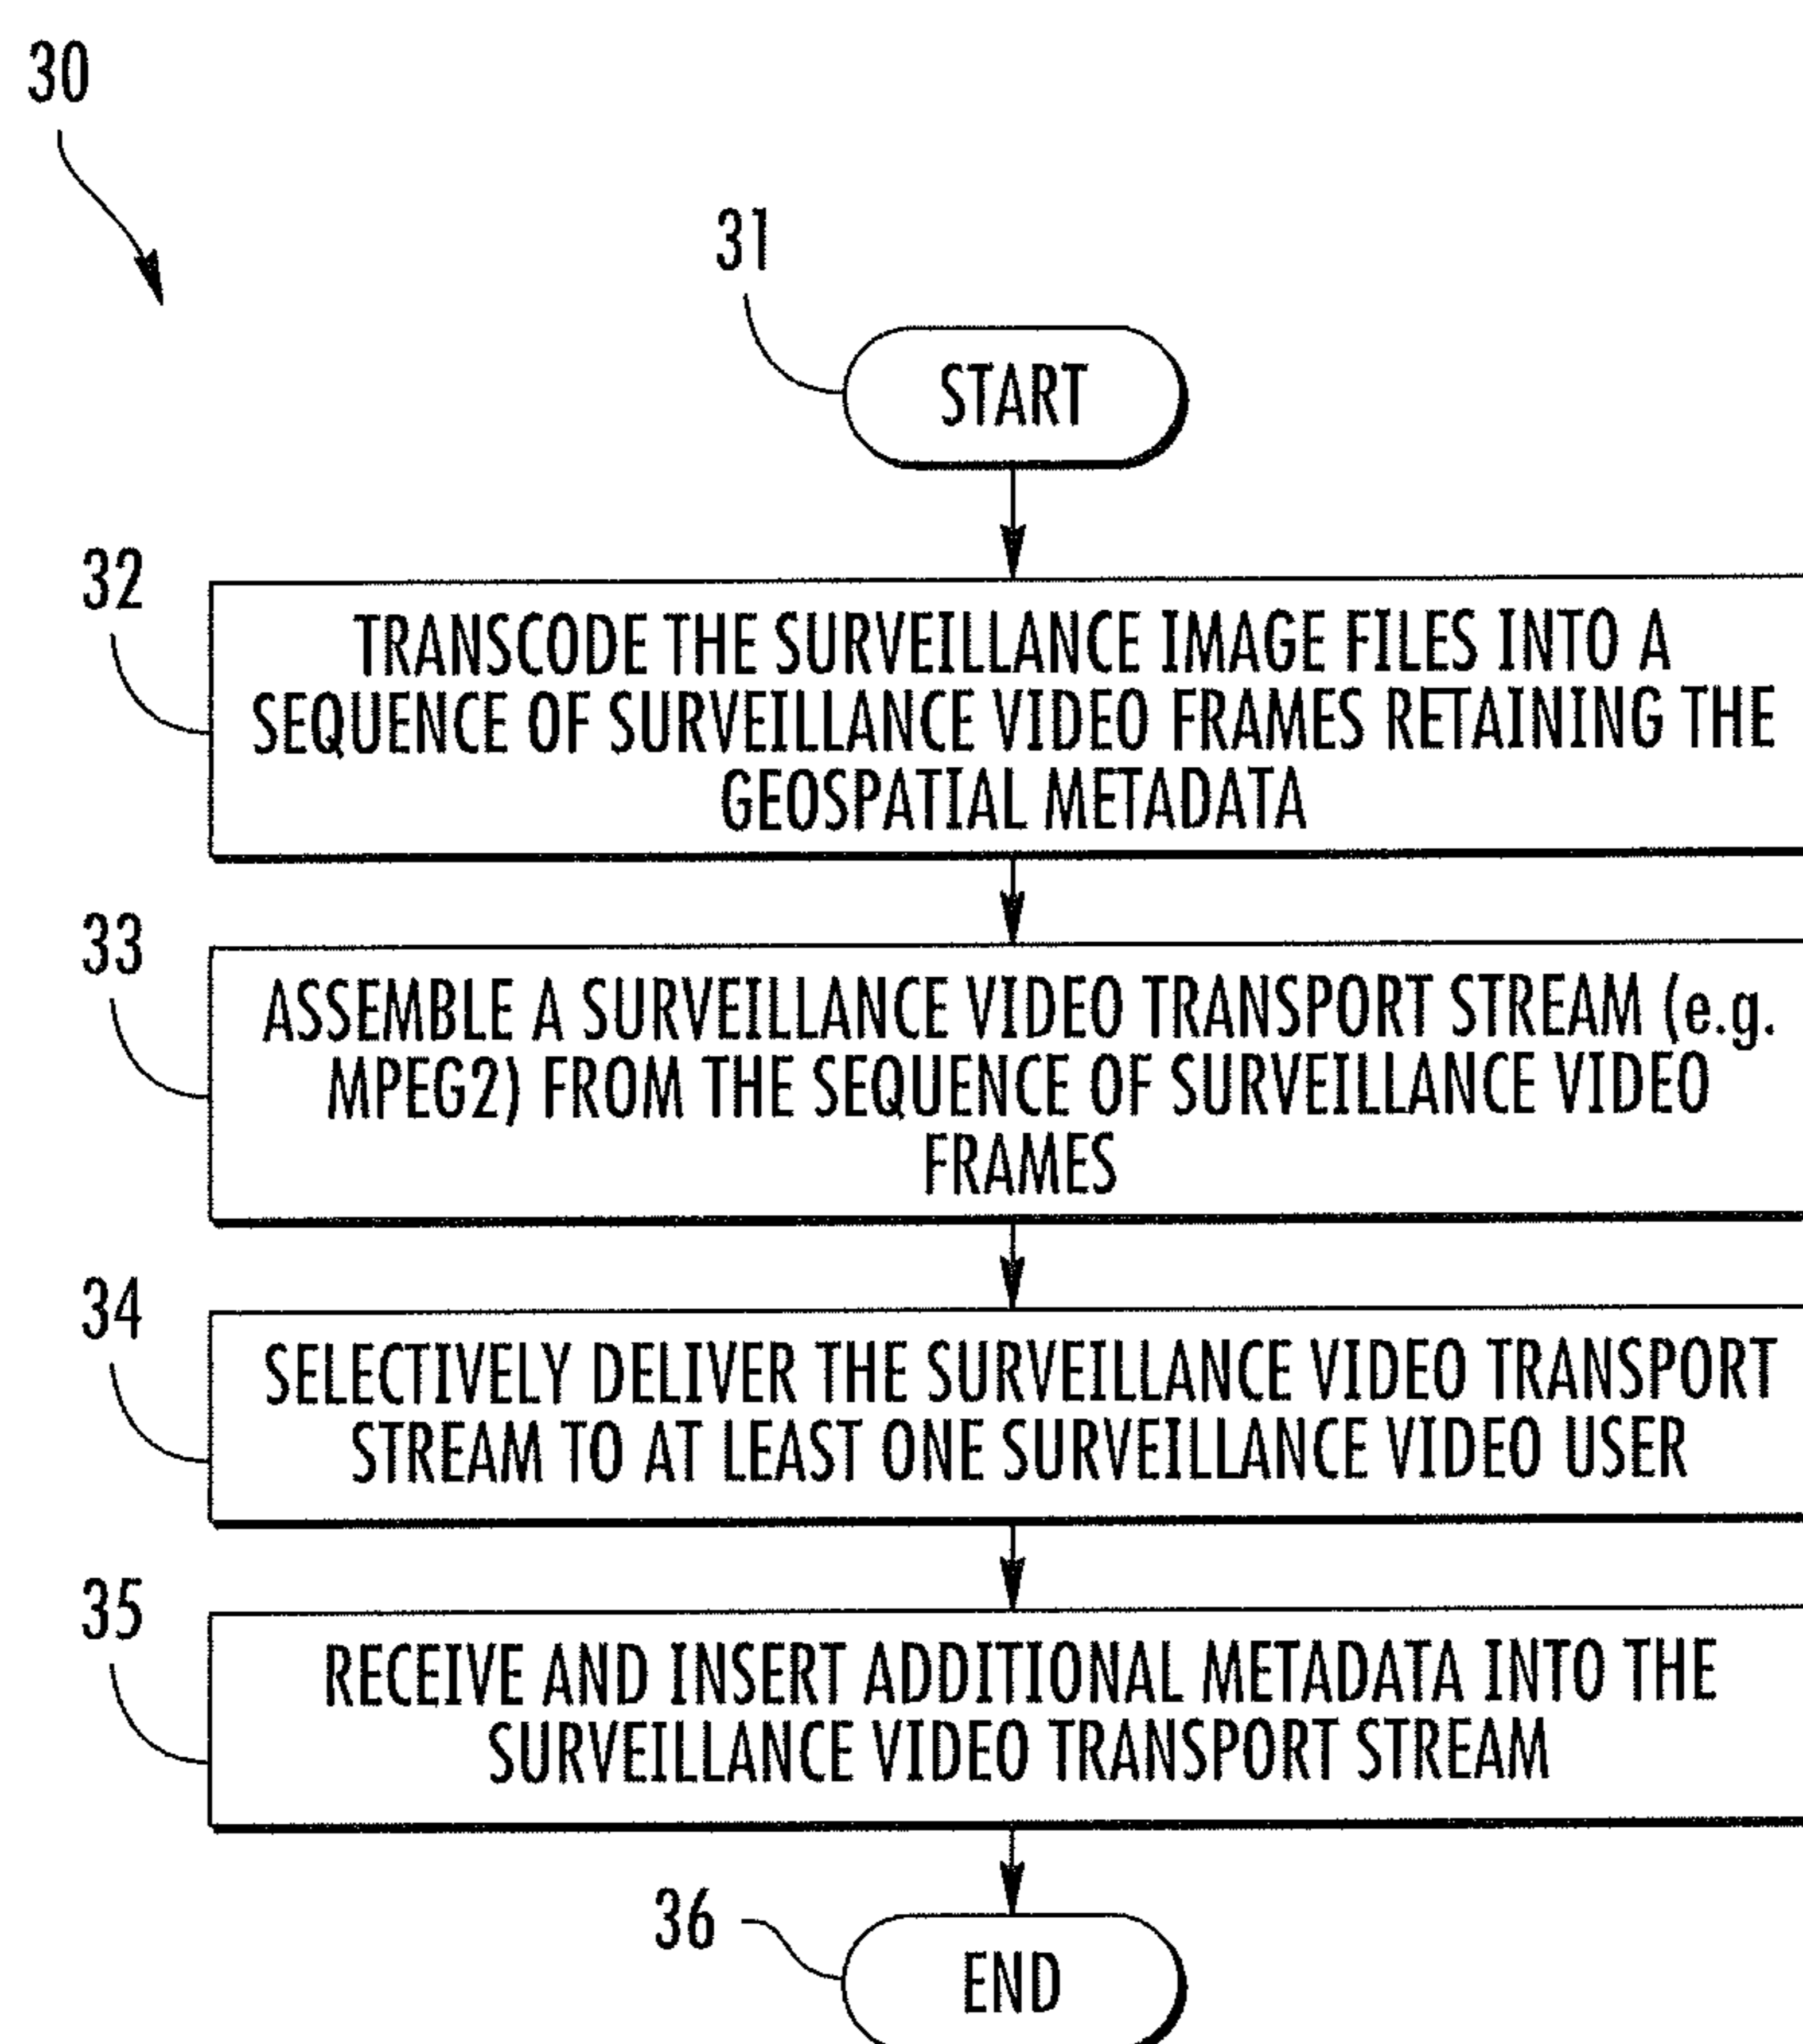 30
31
START
32
TRANSCODE THE SURVEILLANCE IMAGE FILES INTO A
SEQUENCE OF SURVEILLANCE VIDEO FRAMES RETAINING THE
GEOSPATIAL METADATA
33
ASSEMBLE A SURVEILLANCE VIDEO TRANSPORT STREAM (e.g.
MPEG2) FROM THE SEQUENCE OF SURVEILLANCE VIDEO
FRAMES
34
SELECTIVELY DELIVER THE SURVEILLANCE VIDEO TRANSPORT
STREAM TO AT LEAST ONE SURVEILLANCE VIDEO USER
35
RECEIVE AND INSERT ADDITIONAL METADATA INTO THE
SURVEILLANCE VIDEO TRANSPORT STREAM
36
END